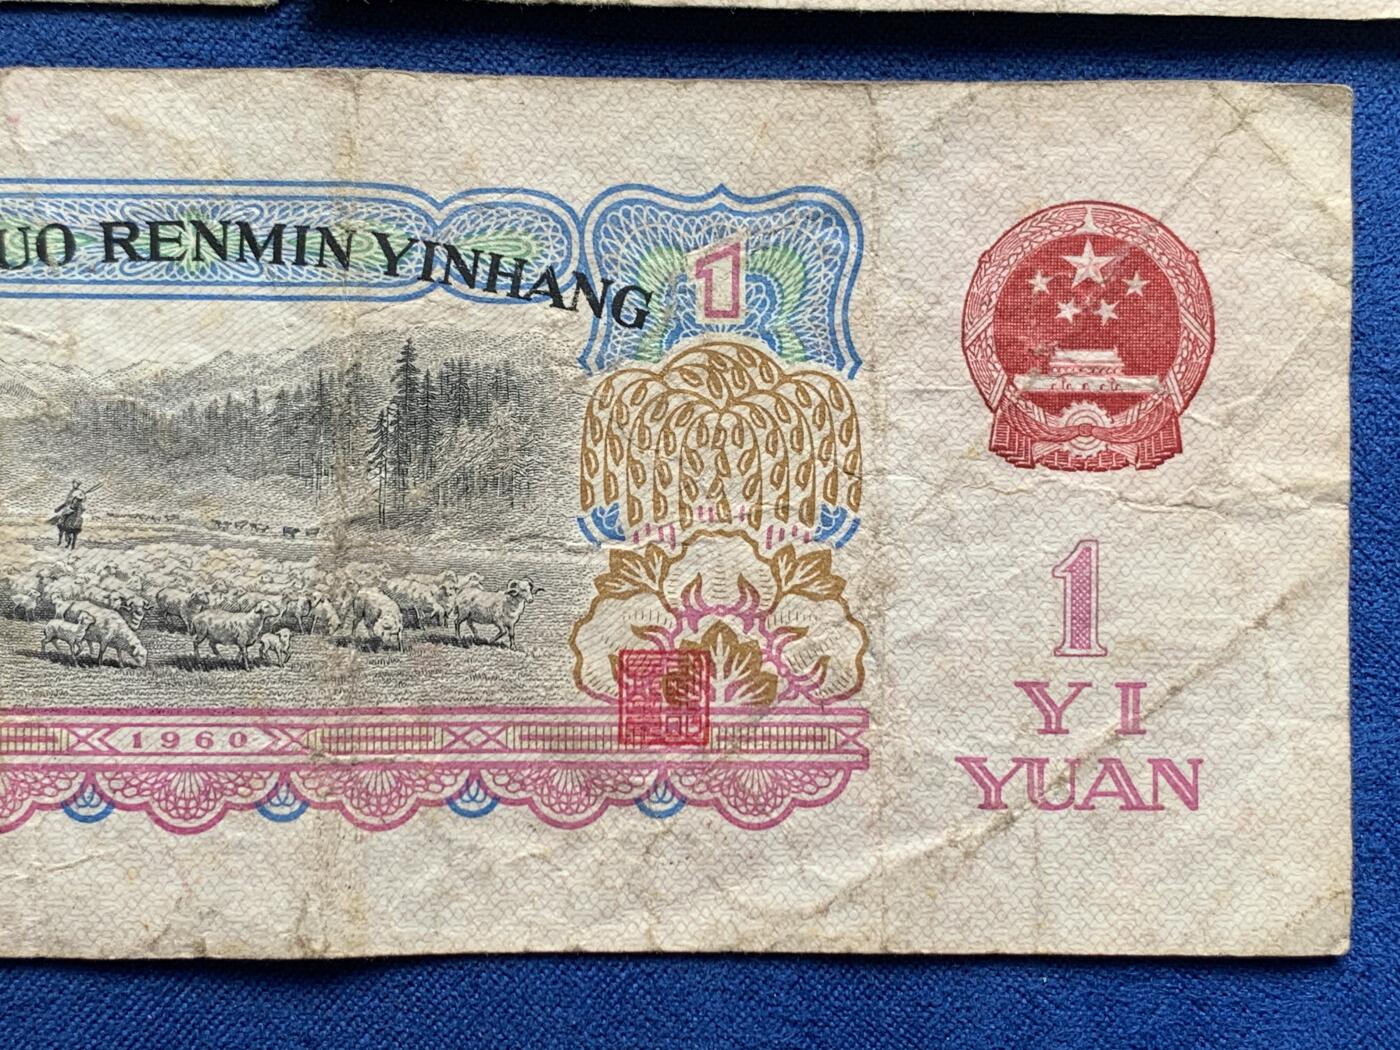 UO RENMIN YINHANG
1
1
YI
YUAN
1960